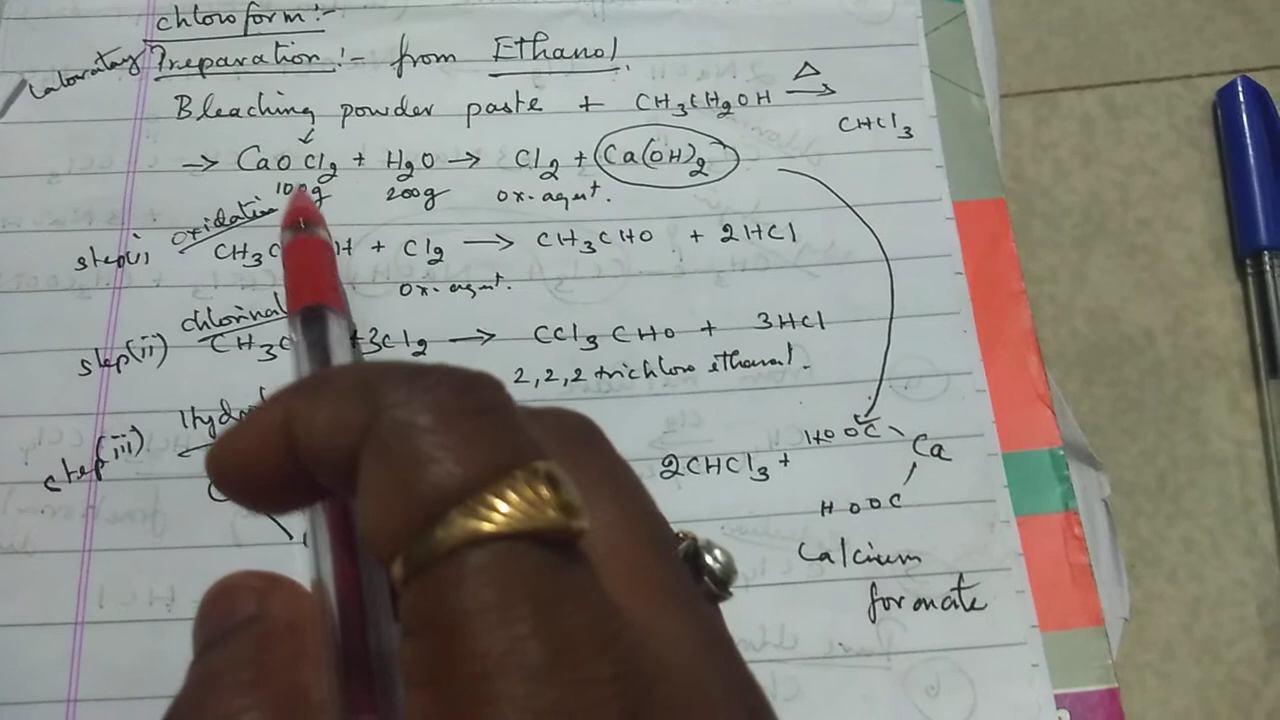 chloroform:-
Laboratory Preparation:- from Ethanol.
Bleaching powder paste + CH3CH2OH Δ→
CHCl3
→ CaOCl2 + H2O → Cl2 + Ca(OH)2
100g 200g ox. agent.
step(i) oxidation
CH3C H + Cl2 → CH3CHO + 2HCl
ox. agent.
step(ii) chlorinat
CH3C +3Cl2 → CCl3CHO + 3HCl
2,2,2 trichloro ethanal.
step(iii) Hydrol
2CHCl3 + HOOC Ca
HOOC
Calcium
formate